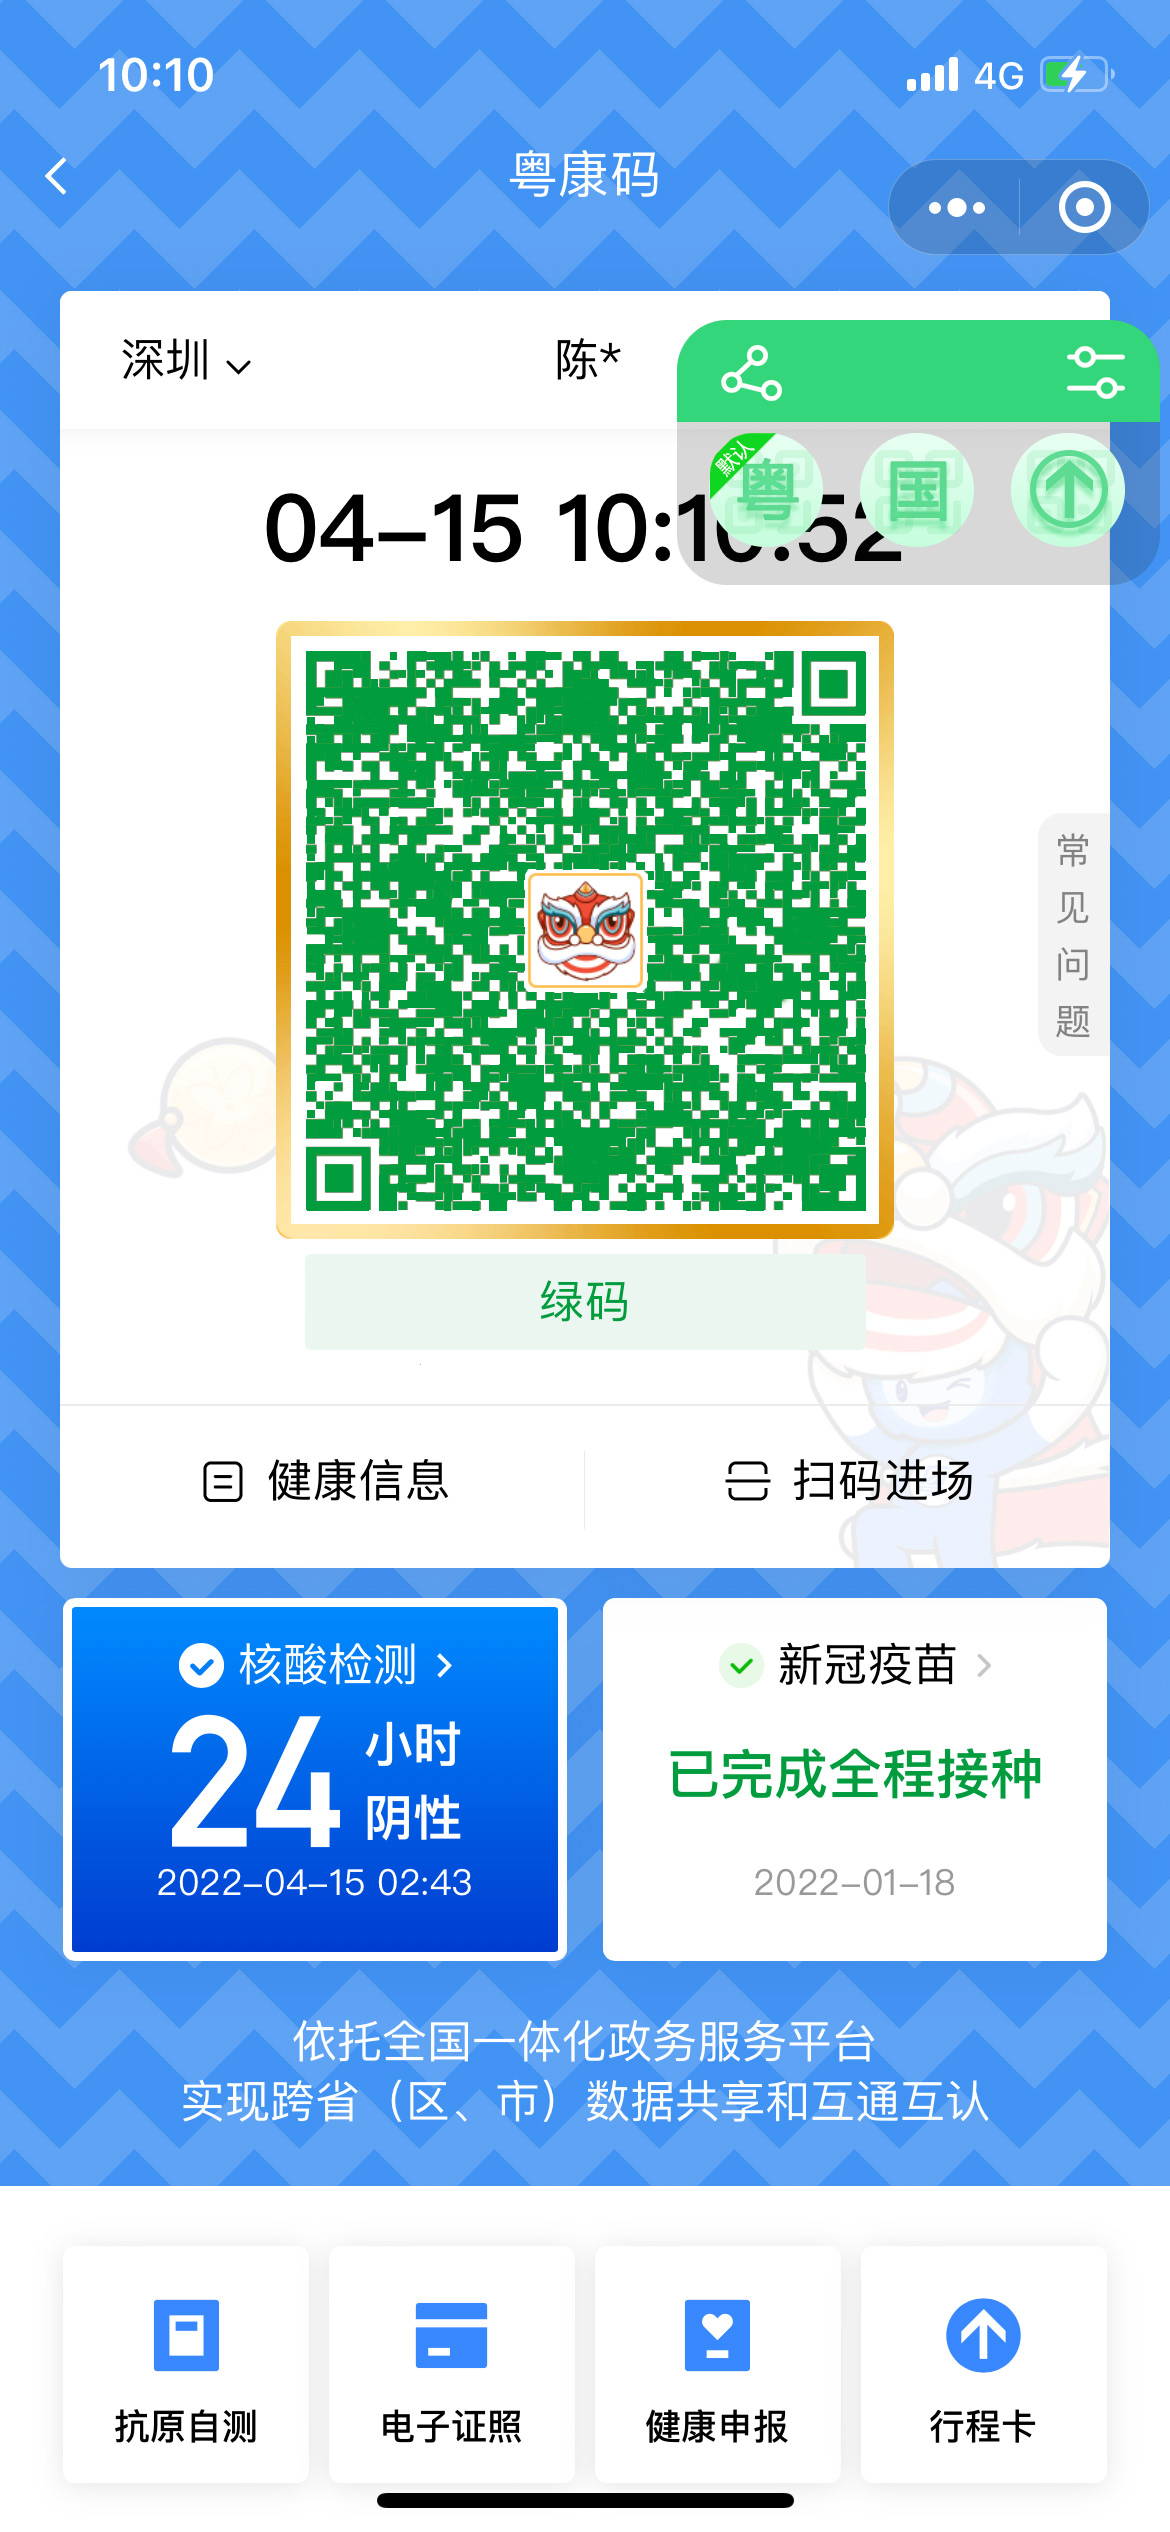 10:10
4G
粤康码
深圳
陈*
默认
粤
国
04-15 10:10:52
常见问题
绿码
健康信息
扫码进场
核酸检测
24
小时
阴性
2022-04-15 02:43
新冠疫苗
已完成全程接种
2022-01-18
依托全国一体化政务服务平台
实现跨省（区、市）数据共享和互通互认
抗原自测
电子证照
健康申报
行程卡